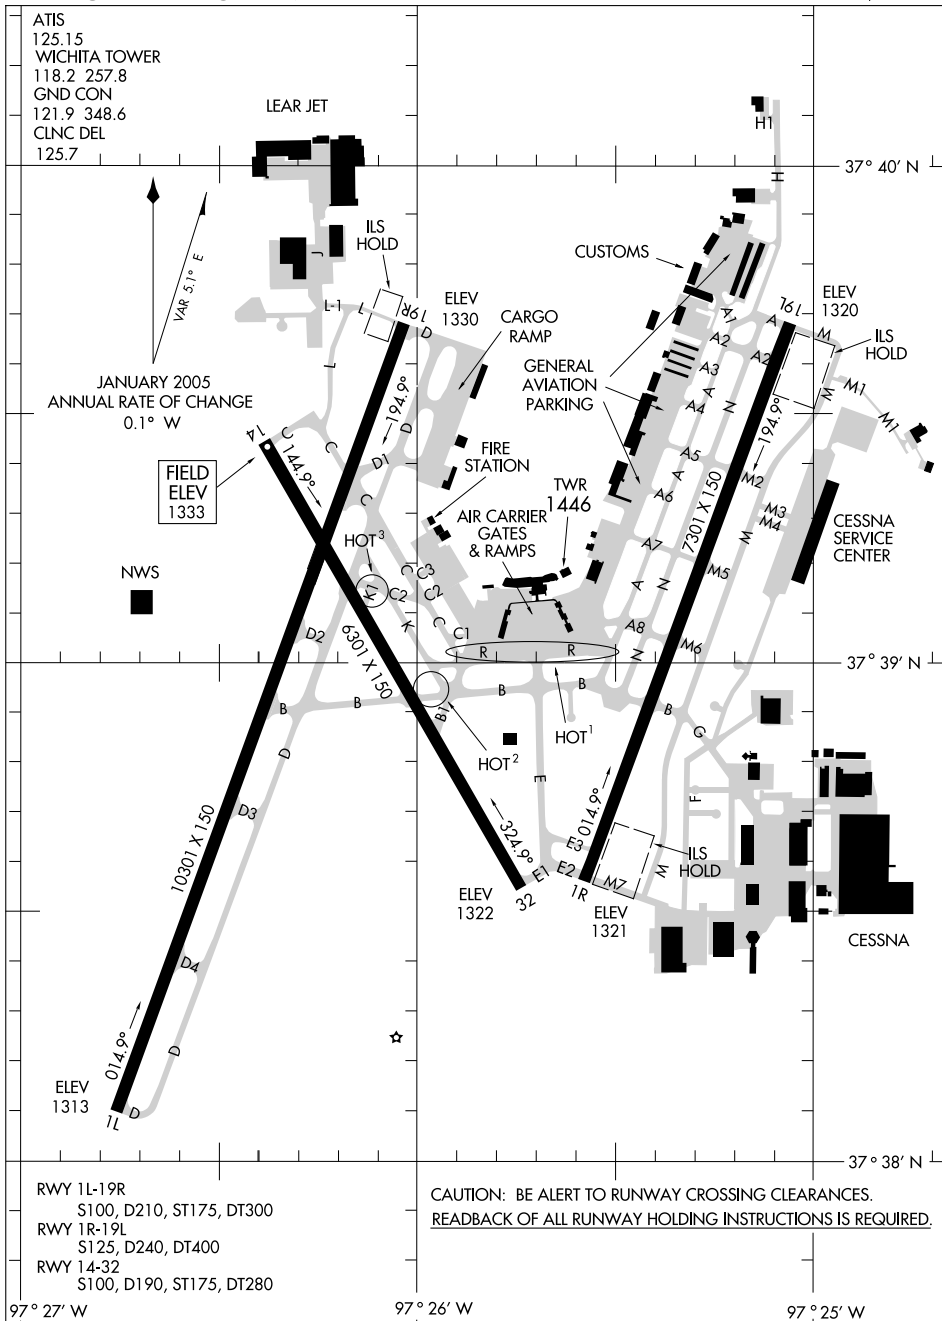 ATIS
125.15
WICHITA TOWER
118.2 257.8
GND CON
121.9 348.6
CLNC DEL
125.7
LEAR JET
H1
37° 40' N
H
J
ILS
HOLD
VAR 5.1° E
CUSTOMS
L-1
L
19R
D
ELEV
1330
CARGO
RAMP
A1
A2
A2
A
19L
M
ELEV
1320
ILS
HOLD
JANUARY 2005
ANNUAL RATE OF CHANGE
0.1° W
L
194.9°
D
GENERAL
AVIATION
PARKING
A3
A
A4
N
194.9°
M
M1
M1
14
C
C
144.9°
D1
C
FIELD
ELEV
1333
FIRE
STATION
A5
A
A6
M2
TWR
1446
AIR CARRIER
GATES
& RAMPS
7301 X 150
M3
M4
M
CESSNA
SERVICE
CENTER
HOT3
A7
NWS
K1
C2
C
C3
C2
A
N
M5
K
C
C1
A8
N
M6
D2
6301 X 150
R
R
37° 39' N
B
B
B
B
B
B1
G
HOT1
HOT2
D
E
F
D3
10301 X 150
324.9°
014.9°
E3
ILS
HOLD
E1
E2
M7
M
ELEV
1322
32
1R
ELEV
1321
CESSNA
D4
014.9°
D
ELEV
1313
1L
D
37° 38' N
RWY 1L-19R
S100, D210, ST175, DT300
RWY 1R-19L
S125, D240, DT400
RWY 14-32
S100, D190, ST175, DT280
CAUTION: BE ALERT TO RUNWAY CROSSING CLEARANCES.
READBACK OF ALL RUNWAY HOLDING INSTRUCTIONS IS REQUIRED.
97° 27' W
97° 26' W
97° 25' W